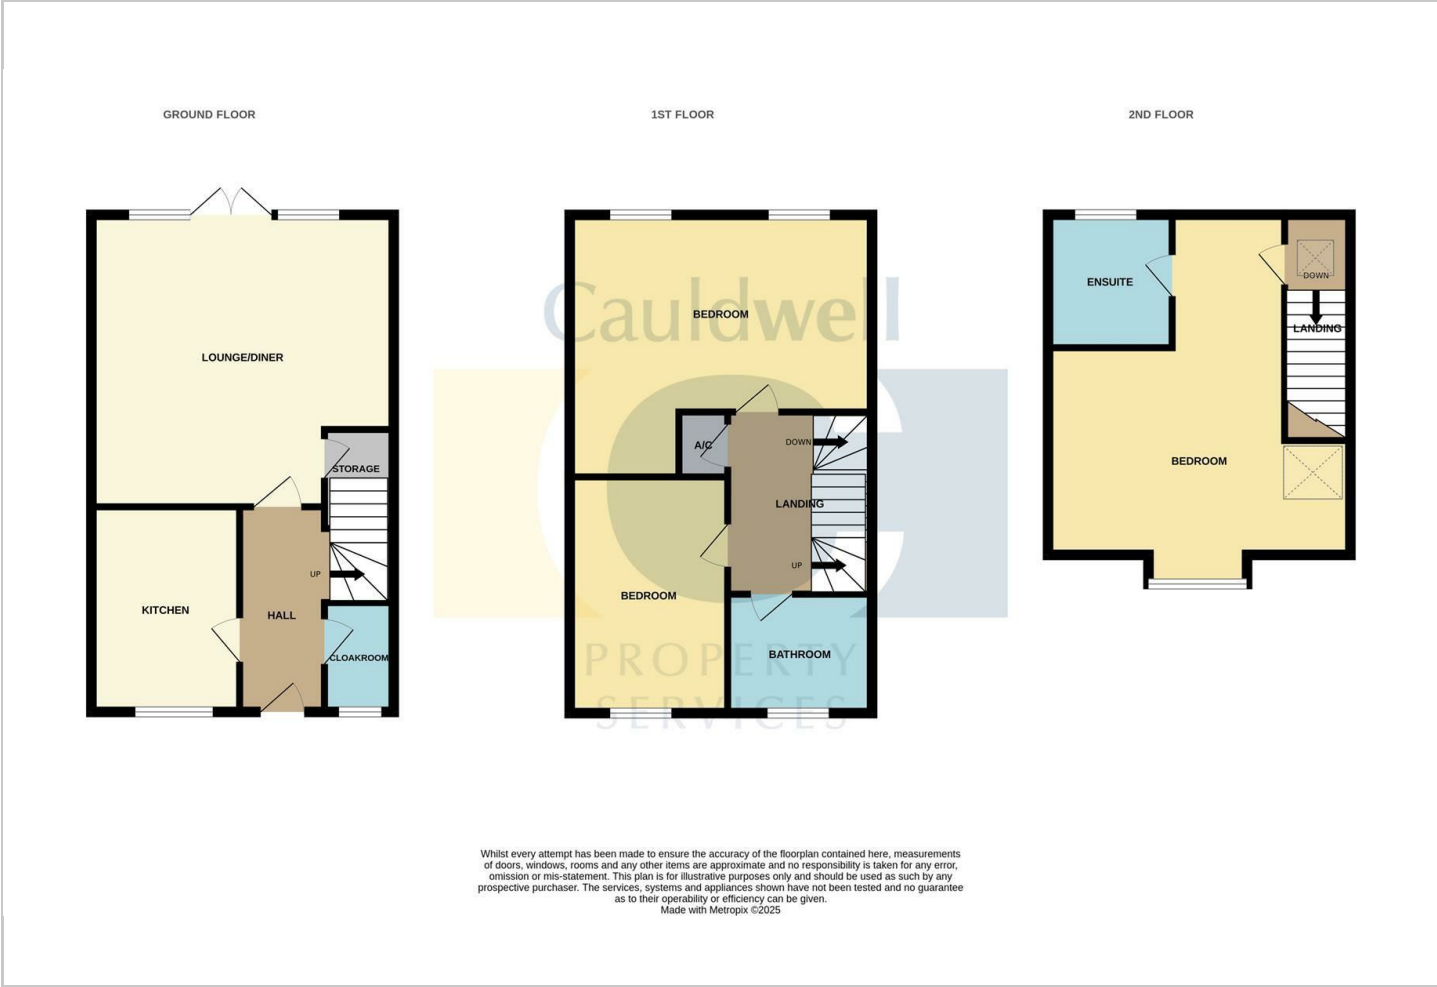 GROUND FLOOR
1ST FLOOR
2ND FLOOR
LOUNGE/DINER
STORAGE
UP
KITCHEN
HALL
CLOAKROOM
BEDROOM
A/C
DOWN
LANDING
UP
BEDROOM
BATHROOM
ENSUITE
DOWN
LANDING
BEDROOM
Cauldwell
PROPERTY
SERVICES
Whilst every attempt has been made to ensure the accuracy of the floorplan contained here, measurements
of doors, windows, rooms and any other items are approximate and no responsibility is taken for any error,
omission or mis-statement. This plan is for illustrative purposes only and should be used as such by any
prospective purchaser. The services, systems and appliances shown have not been tested and no guarantee
as to their operability or efficiency can be given.
Made with Metropix ©2025